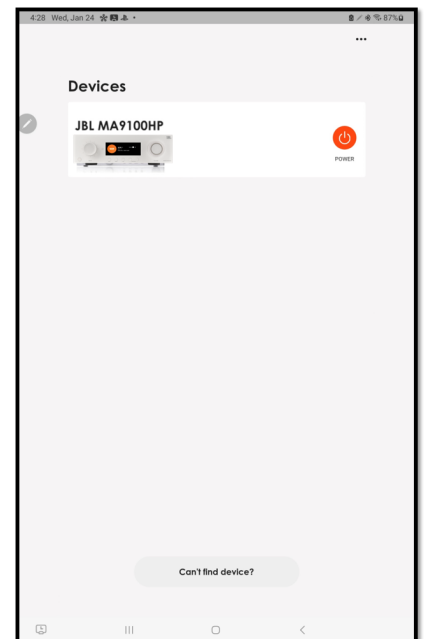 4:28 Wed, Jan 24
87%
Devices
JBL MA9100HP
POWER
Can't find device?